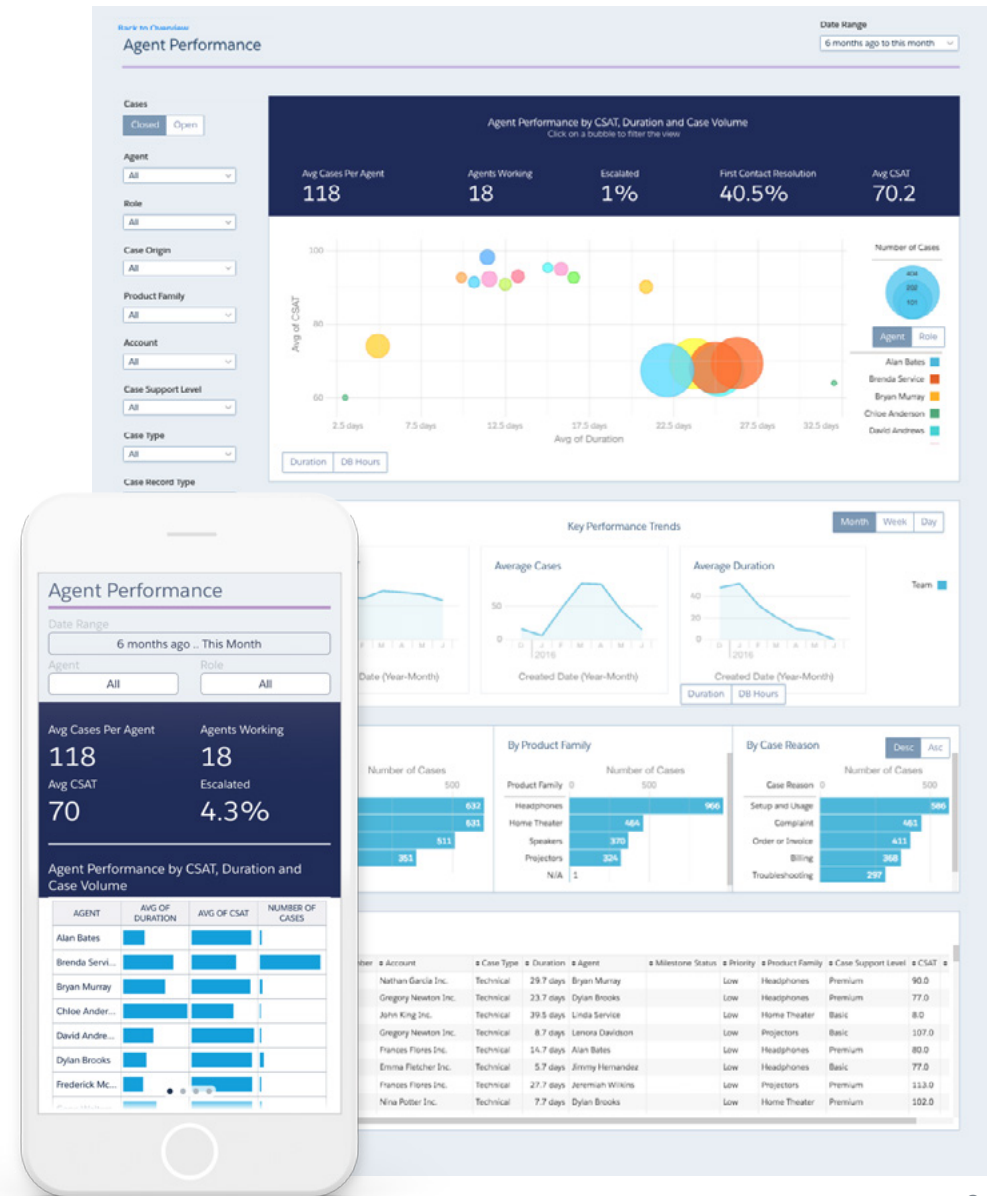 Back to Overview
Agent Performance
Date Range
6 months ago to this month
Cases
Closed Open
Agent
All
Role
All
Case Origin
All
Product Family
All
Account
All
Case Support Level
All
Case Type
All
Case Record Type
Agent Performance by CSAT, Duration and Case Volume
Click on a bubble to filter the view
Avg Cases Per Agent Agents Working Escalated First Contact Resolution Avg CSAT
118 18 1% 40.5% 70.2
100
80
60
Avg of CSAT
2.5 days 7.5 days 12.5 days 17.5 days 22.5 days 27.5 days 32.5 days
Avg of Duration
Duration DB Hours
Number of Cases
404
202
101
Agent Role
Alan Bates
Brenda Service
Bryan Murray
Chloe Anderson
David Andrews
Key Performance Trends
Month Week Day
Average Cases Average Duration
Team
50
0
D J F M A M J
2016
40
20
0
D J F M A M J
2016
F M A M J
Date (Year-Month) Created Date (Year-Month) Created Date (Year-Month)
Duration DB Hours
Number of Cases
500
632
631
511
351
By Product Family
Number of Cases
Product Family 0 500
Headphones 966
Home Theater 464
Speakers 370
Projectors 324
N/A 1
By Case Reason
Desc Asc
Number of Cases
Case Reason 0 500
Setup and Usage 586
Complaint 461
Order or Invoice 411
Billing 368
Troubleshooting 297
Account Case Type Duration Agent Milestone Status Priority Product Family Case Support Level CSAT
Nathan Garcia Inc. Technical 29.7 days Bryan Murray Low Headphones Premium 90.0
Gregory Newton Inc. Technical 23.7 days Dylan Brooks Low Headphones Premium 77.0
John King Inc. Technical 39.5 days Linda Service Low Home Theater Basic 8.0
Gregory Newton Inc. Technical 8.7 days Lenora Davidson Low Projectors Basic 107.0
Frances Flores Inc. Technical 14.7 days Alan Bates Low Headphones Premium 80.0
Emma Fletcher Inc. Technical 5.7 days Jimmy Hernandez Low Headphones Basic 77.0
Frances Flores Inc. Technical 27.7 days Jeremiah Wilkins Low Projectors Premium 113.0
Nina Potter Inc. Technical 7.7 days Dylan Brooks Low Home Theater Premium 102.0
Agent Performance
Date Range
6 months ago .. This Month
Agent Role
All All
Avg Cases Per Agent Agents Working
118 18
Avg CSAT Escalated
70 4.3%
Agent Performance by CSAT, Duration and
Case Volume
AGENT AVG OF DURATION AVG OF CSAT NUMBER OF CASES
Alan Bates
Brenda Servi...
Bryan Murray
Chloe Ander...
David Andre...
Dylan Brooks
Frederick Mc...